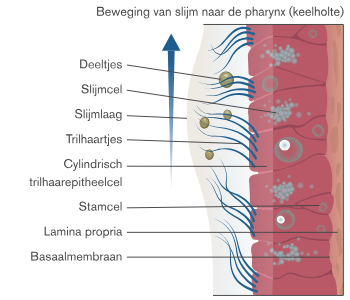 Beweging van slijm naar de pharynx (keelholte)
Deeltjes
Slijmcel
Slijmlaag
Trilhaartjes
Cylindrisch
trilhaarepitheelcel
Stamcel
Lamina propria
Basaalmembraan